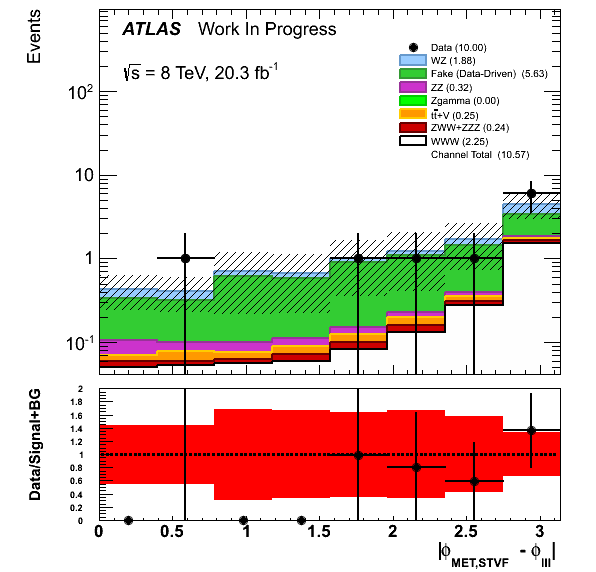 Events
ATLAS Work In Progress
√s = 8 TeV, 20.3 fb⁻¹
Data (10.00)
WZ (1.88)
Fake (Data-Driven) (5.63)
ZZ (0.32)
Zgamma (0.00)
tt̄+V (0.25)
ZWW+ZZZ (0.24)
WWW (2.25)
Channel Total (10.57)
10²
10
1
10⁻¹
Data/Signal+BG
2
1.8
1.6
1.4
1.2
1
0.8
0.6
0.4
0.2
0
0 0.5 1 1.5 2 2.5 3
|ϕ_MET,STVF - ϕ_lll|